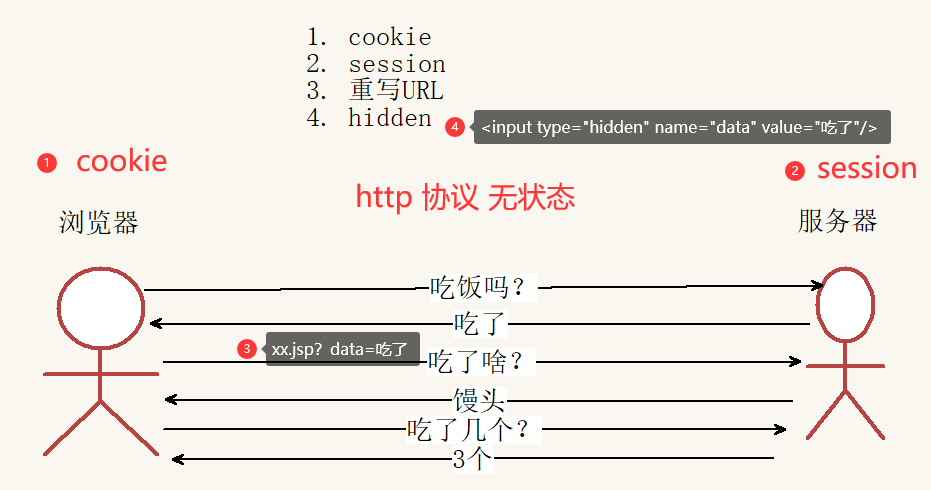 1. cookie
2. session
3. 重写URL
4. hidden
4 <input type="hidden" name="data" value="吃了"/>
1 cookie
2 session
http 协议 无状态
浏览器
服务器
吃饭吗?
吃了
3 xx.jsp? data=吃了
吃了啥?
馒头
吃了几个?
3个